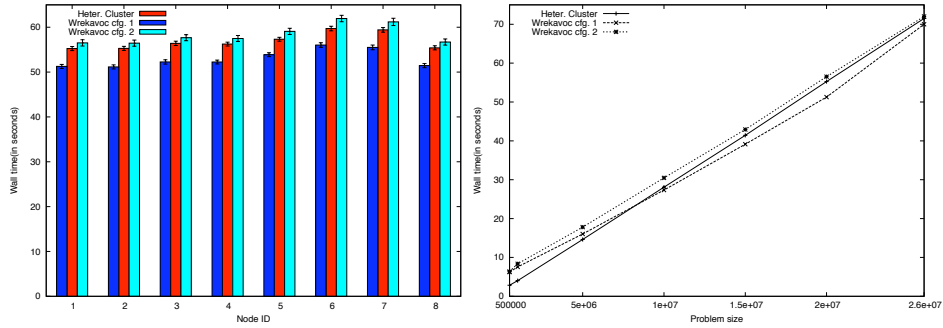 Heter. Cluster
Wrekavoc cfg. 1
Wrekavoc cfg. 2
60
50
40
30
20
10
0
Wall time(in seconds)
1 2 3 4 5 6 7 8
Node ID
Heter. Cluster
Wrekavoc cfg. 1
Wrekavoc cfg. 2
70
60
50
40
30
20
10
0
Wall time(in seconds)
500000 5e+06 1e+07 1.5e+07 2e+07 2.6e+07
Problem size